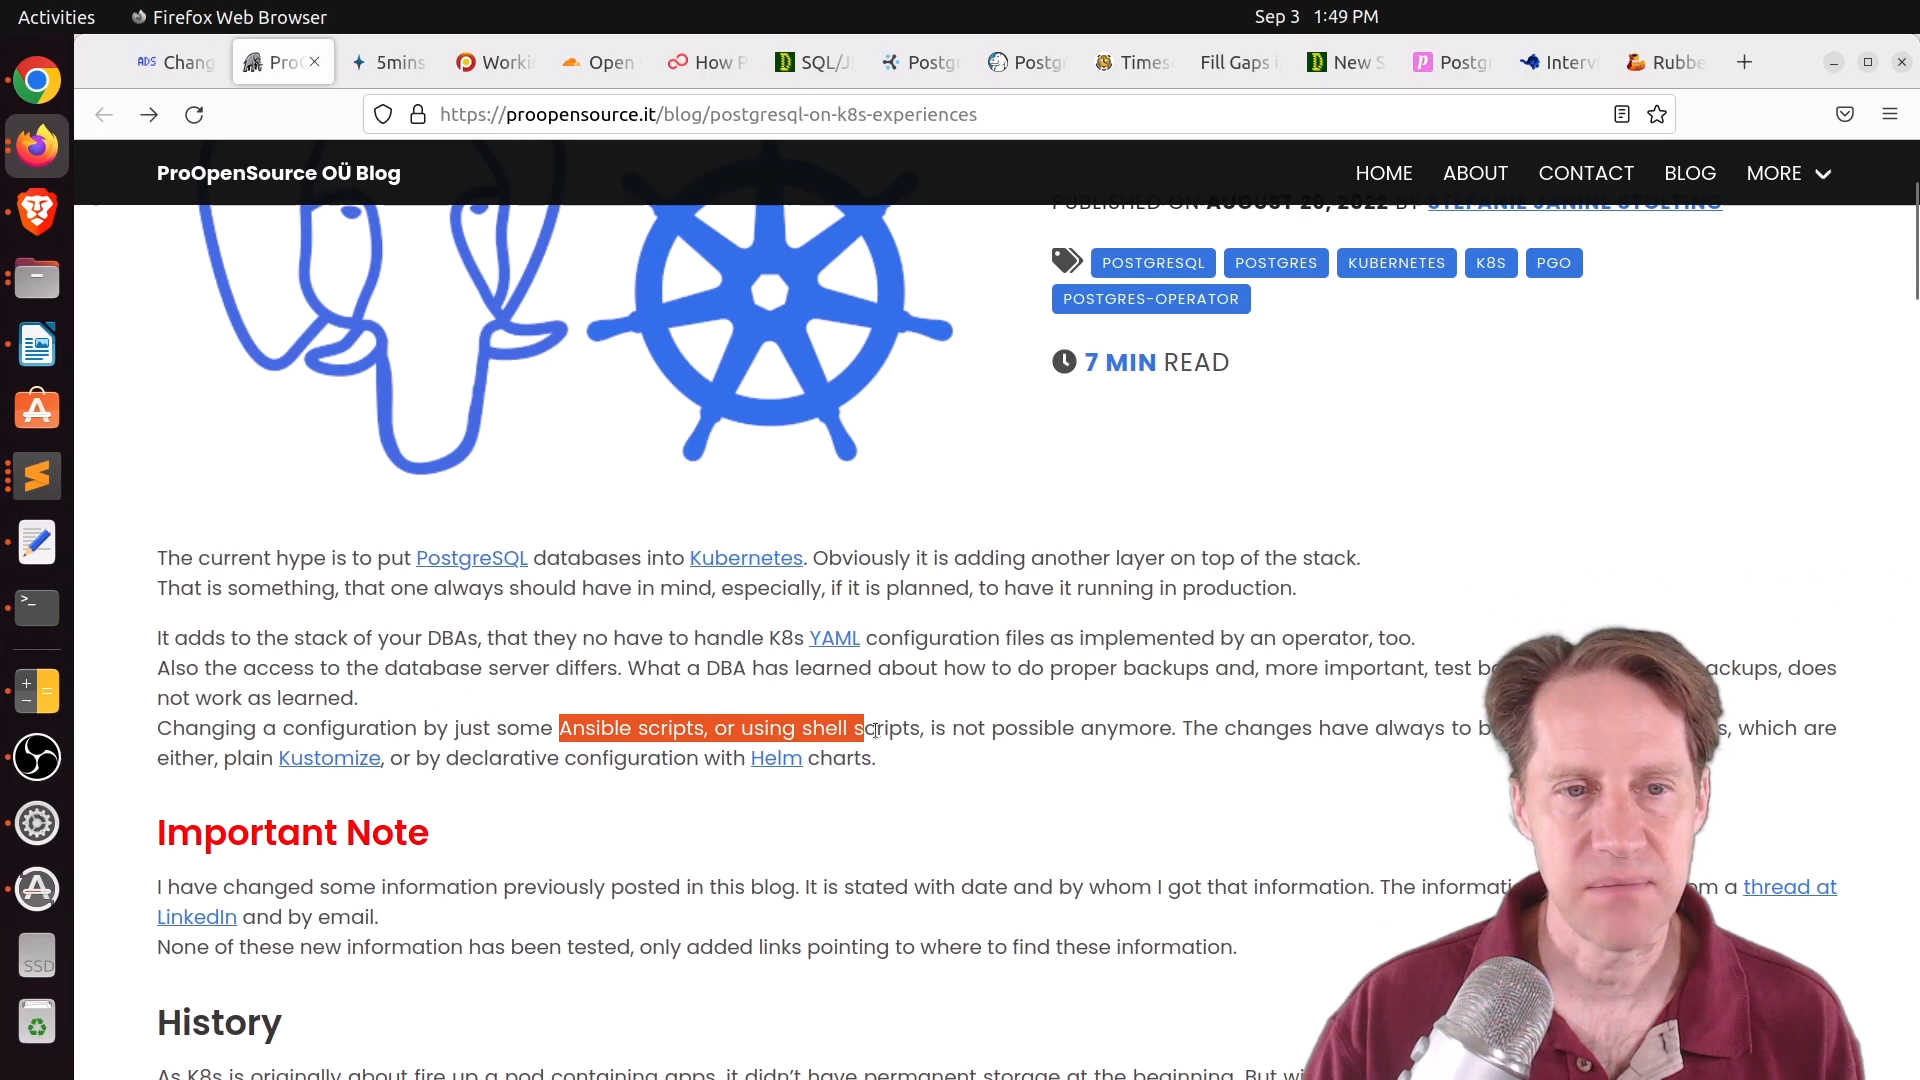 Activities
Firefox Web Browser
Sep 3 1:49 PM
ADS Chang
Pro
5mins
Worki
Open
How P
SQL/J
Postgr
Postg
Times
Fill Gaps i
New S
Postg
Interv
Rubbe
https://proopensource.it/blog/postgresql-on-k8s-experiences
ProOpenSource OÜ Blog
HOME ABOUT CONTACT BLOG MORE
PUBLISHED ON AUGUST 29, 2022 BY STEFANIE JANINE STÖLTING
POSTGRESQL POSTGRES KUBERNETES K8S PGO
POSTGRES-OPERATOR
7 MIN READ
The current hype is to put PostgreSQL databases into Kubernetes. Obviously it is adding another layer on top of the stack.
That is something, that one always should have in mind, especially, if it is planned, to have it running in production.
It adds to the stack of your DBAs, that they no have to handle K8s YAML configuration files as implemented by an operator, too.
Also the access to the database server differs. What a DBA has learned about how to do proper backups and, more important, test ackups, does
not work as learned.
Changing a configuration by just some Ansible scripts, or using shell scripts, is not possible anymore. The changes have always to b s, which are
either, plain Kustomize, or by declarative configuration with Helm charts.
Important Note
I have changed some information previously posted in this blog. It is stated with date and by whom I got that information. The informati om a thread at
LinkedIn and by email.
None of these new information has been tested, only added links pointing to where to find these information.
History
As K8s is originally about fire up a pod containing apps, it didn't have permanent storage at the beginning. But wi
SSD